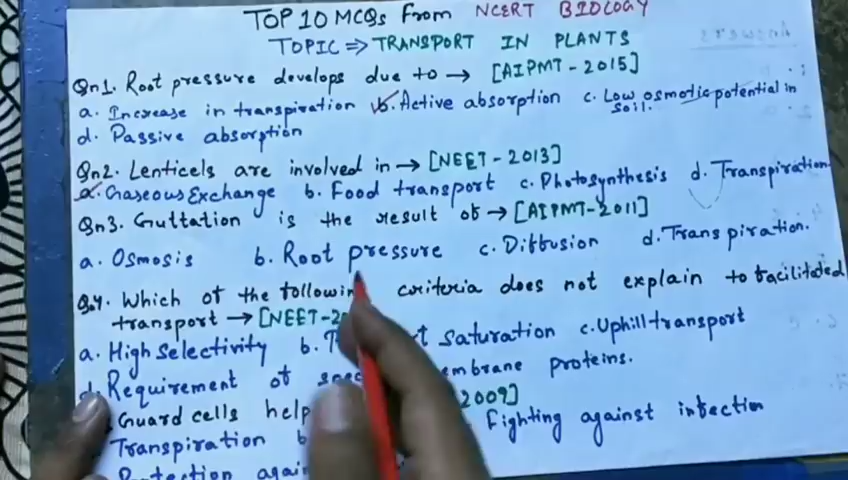 TOP 10 MCQs From NCERT BIOLOGY
TOPIC ⇒ TRANSPORT IN PLANTS
Qn1. Root pressure develops due to → [AIPMT-2015]
a. Increase in transpiration b. Active absorption c. Low osmotic potential in soil.
d. Passive absorption
Qn2. Lenticels are involved in → [NEET-2013]
a. Gaseous Exchange b. Food transport c. Photosynthesis d. Transpiration
Qn3. Guttation is the result of → [AIPMT-2011]
a. Osmosis b. Root pressure c. Diffusion d. Transpiration.
Qn4. Which of the following criteria does not explain to facilitated
transport → [NEET-20
a. High Selectivity b. saturation c. Uphill transport
d. Requirement of membrane proteins.
Guard cells help 2009]
Transpiration b Fighting against infection
Protection again